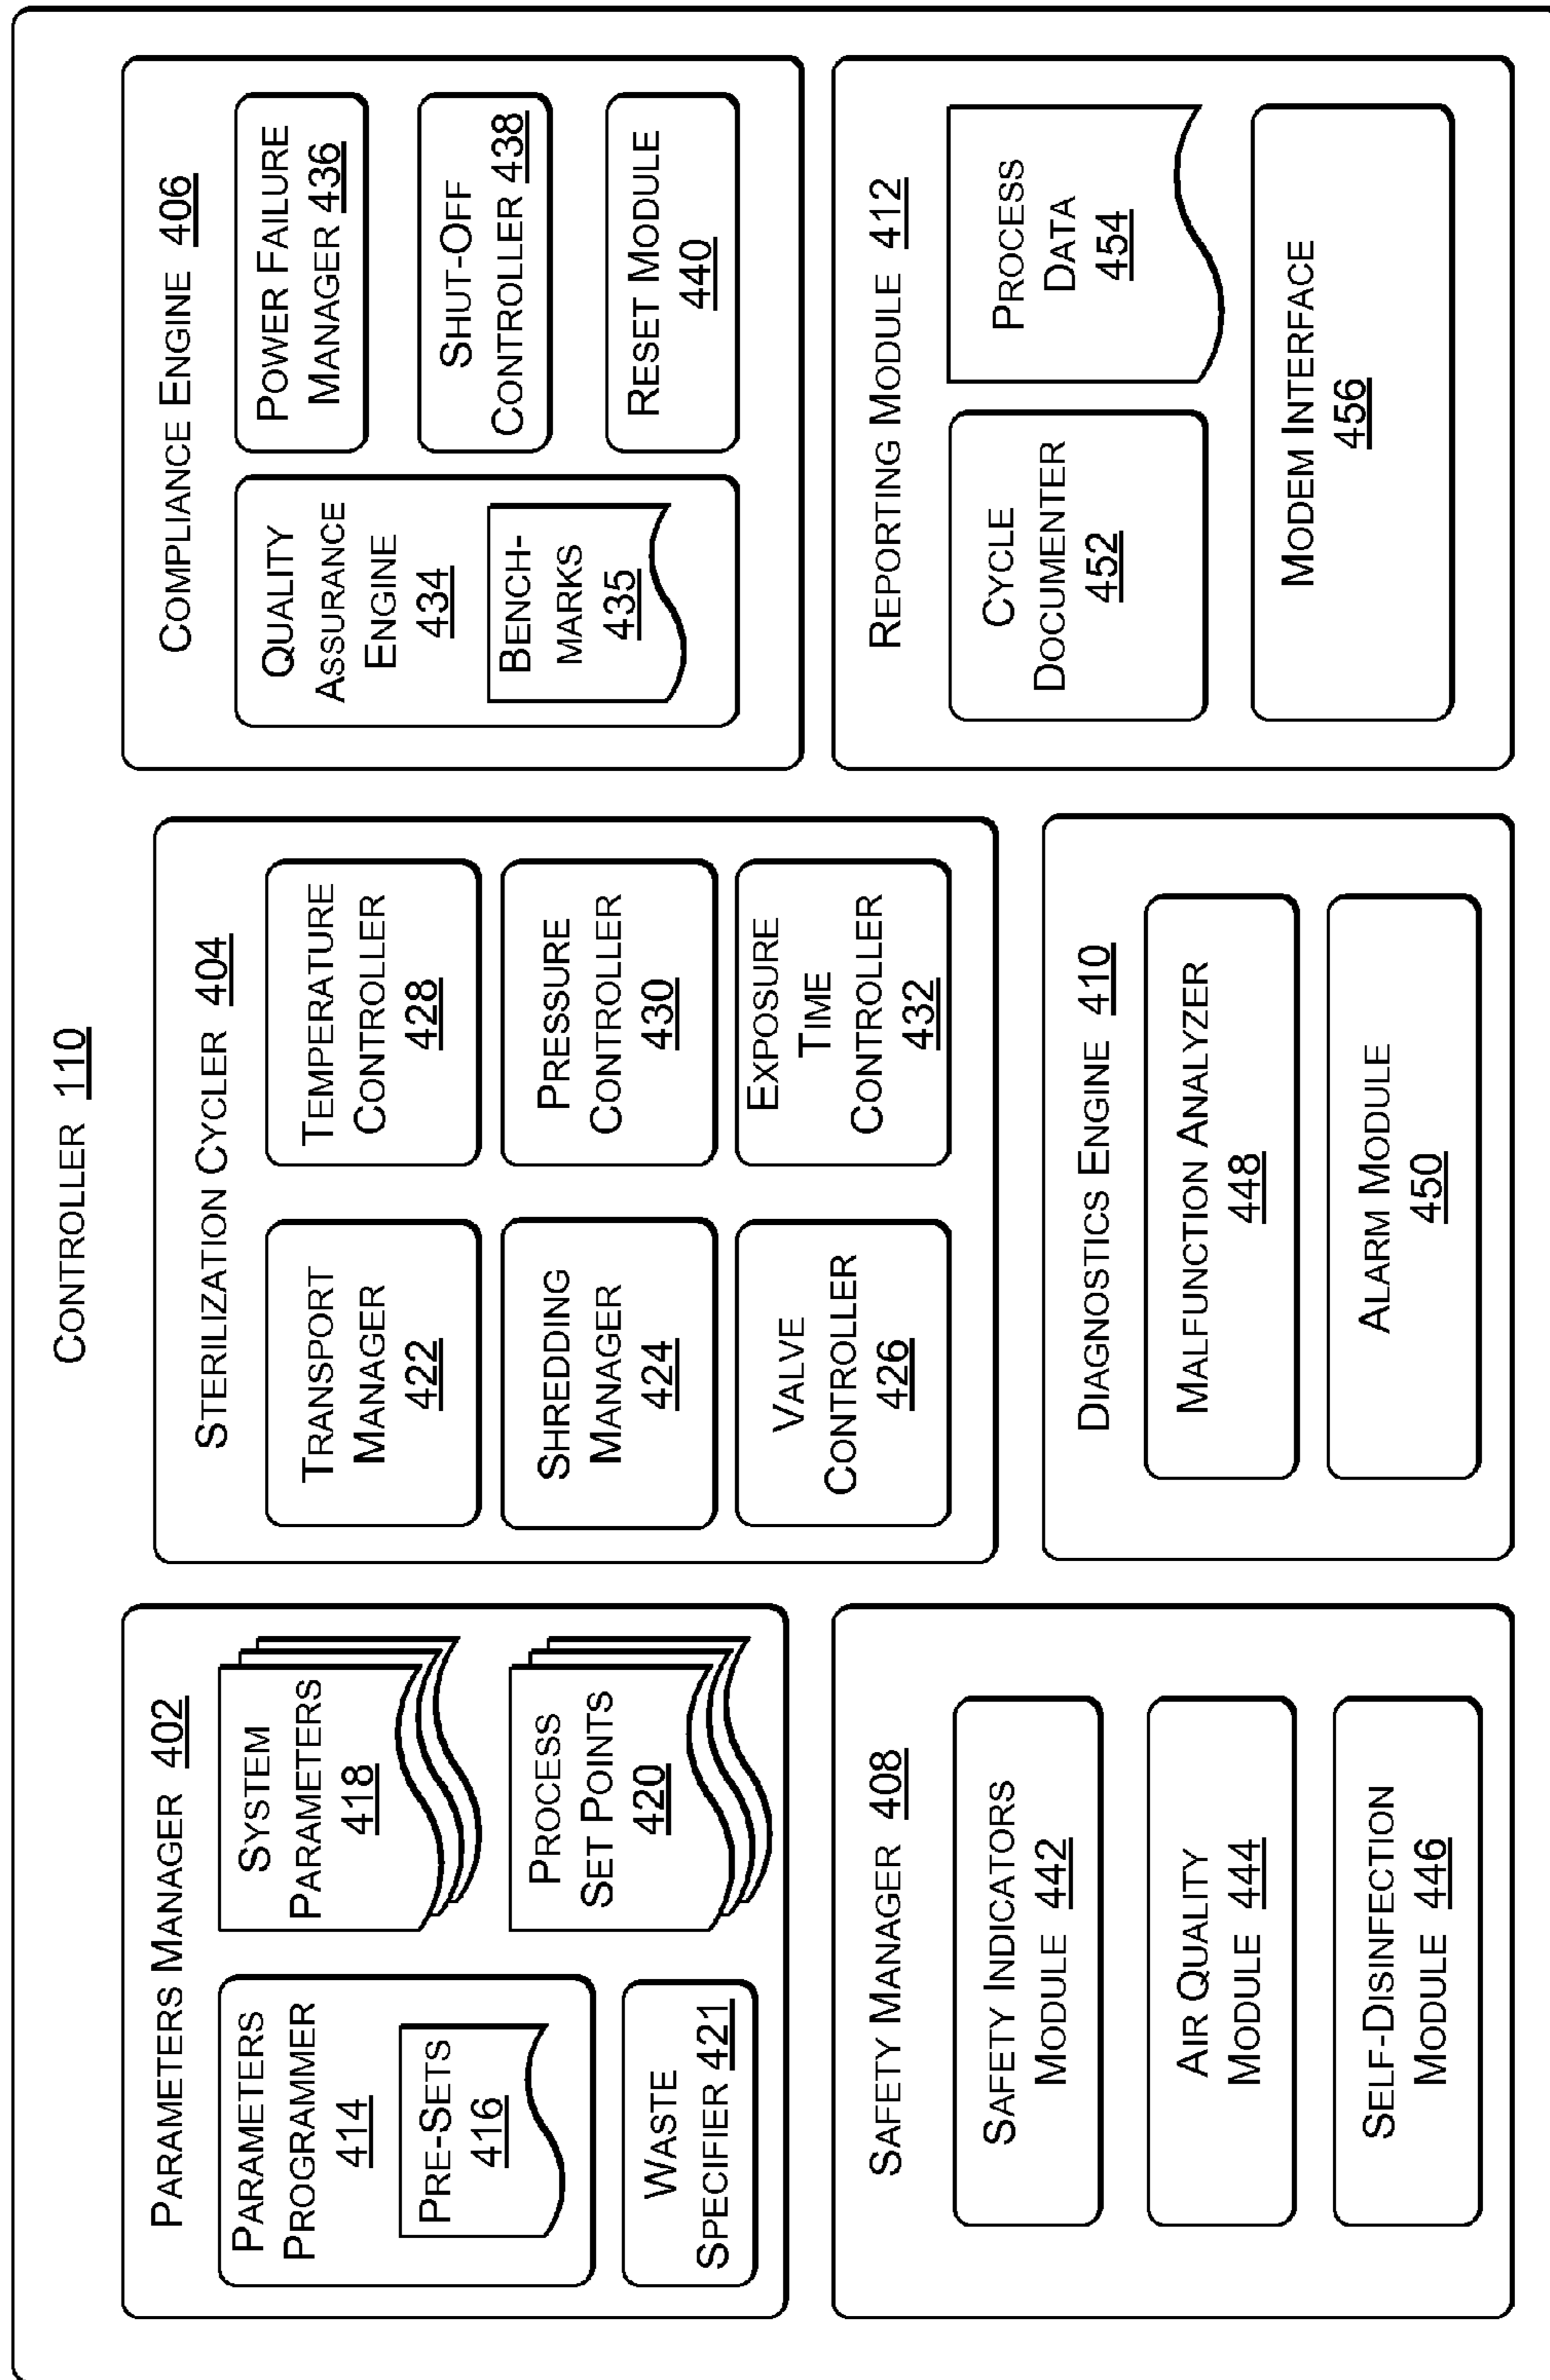 CONTROLLER 110
PARAMETERS MANAGER 402
PARAMETERS
PROGRAMMER
414
PRE-SETS
416
SYSTEM
PARAMETERS
418
PROCESS
SET POINTS
420
WASTE
SPECIFIER 421
STERILIZATION CYCLER 404
TRANSPORT
MANAGER
422
TEMPERATURE
CONTROLLER
428
SHREDDING
MANAGER
424
PRESSURE
CONTROLLER
430
VALVE
CONTROLLER
426
EXPOSURE
TIME
CONTROLLER
432
COMPLIANCE ENGINE 406
QUALITY
ASSURANCE
ENGINE
434
BENCH-
MARKS
435
POWER FAILURE
MANAGER 436
SHUT-OFF
CONTROLLER 438
RESET MODULE
440
SAFETY MANAGER 408
SAFETY INDICATORS
MODULE 442
AIR QUALITY
MODULE 444
SELF-DISINFECTION
MODULE 446
DIAGNOSTICS ENGINE 410
MALFUNCTION ANALYZER
448
ALARM MODULE
450
REPORTING MODULE 412
CYCLE
DOCUMENTER
452
PROCESS
DATA
454
MODEM INTERFACE
456